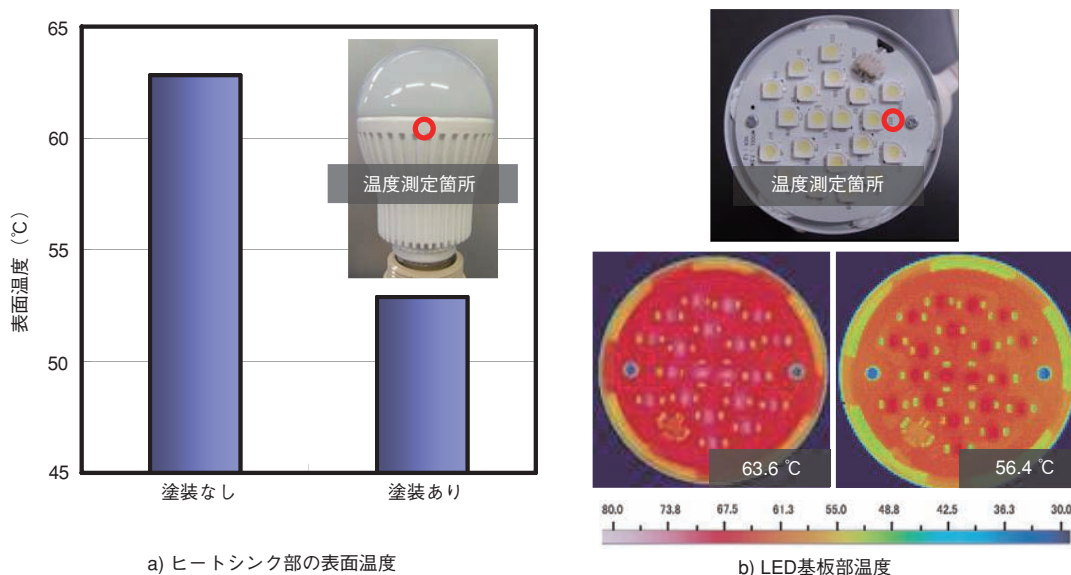 65
60
55
50
45
表面温度（℃）
温度測定箇所
塗装なし
塗装あり
a) ヒートシンク部の表面温度
温度測定箇所
63.6 ℃
56.4 ℃
80.0 73.8 67.5 61.3 55.0 48.8 42.5 36.3 30.0
b) LED基板部温度